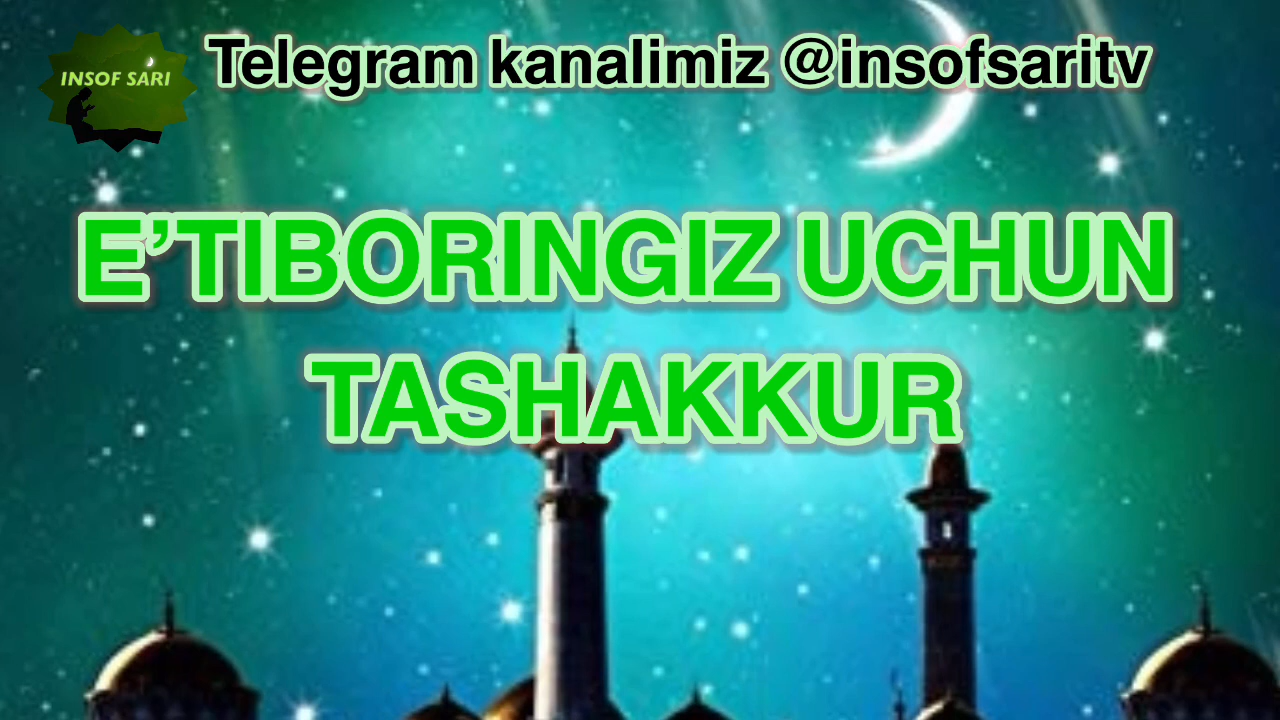 INSOF SARI
Telegram kanalimiz @insofsaritv
E’TIBORINGIZ UCHUN
TASHAKKUR